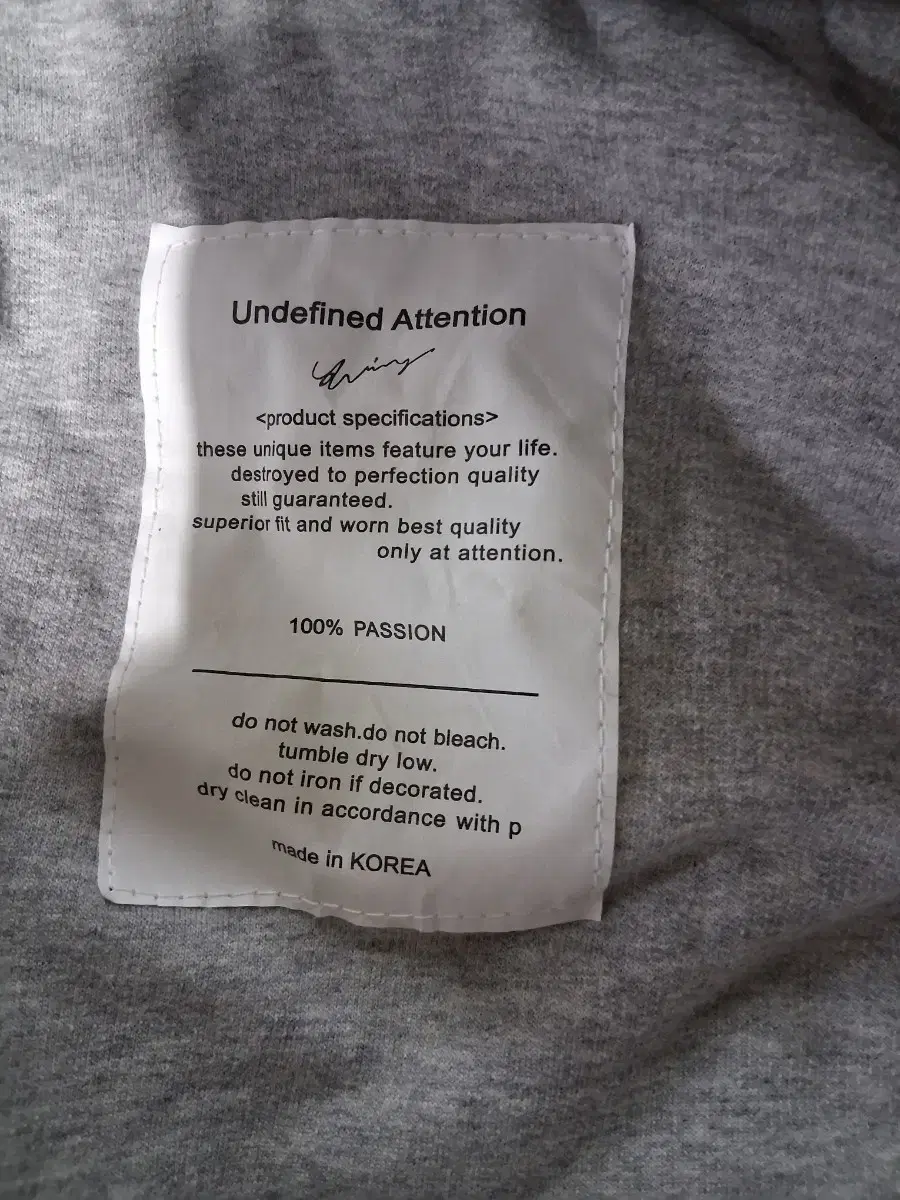 Undefined Attention
<product specifications>
these unique items feature your life.
destroyed to perfection quality
still guaranteed.
superior fit and worn best quality
only at attention.
100% PASSION
do not wash.do not bleach.
tumble dry low.
do not iron if decorated.
dry clean in accordance with p
made in KOREA